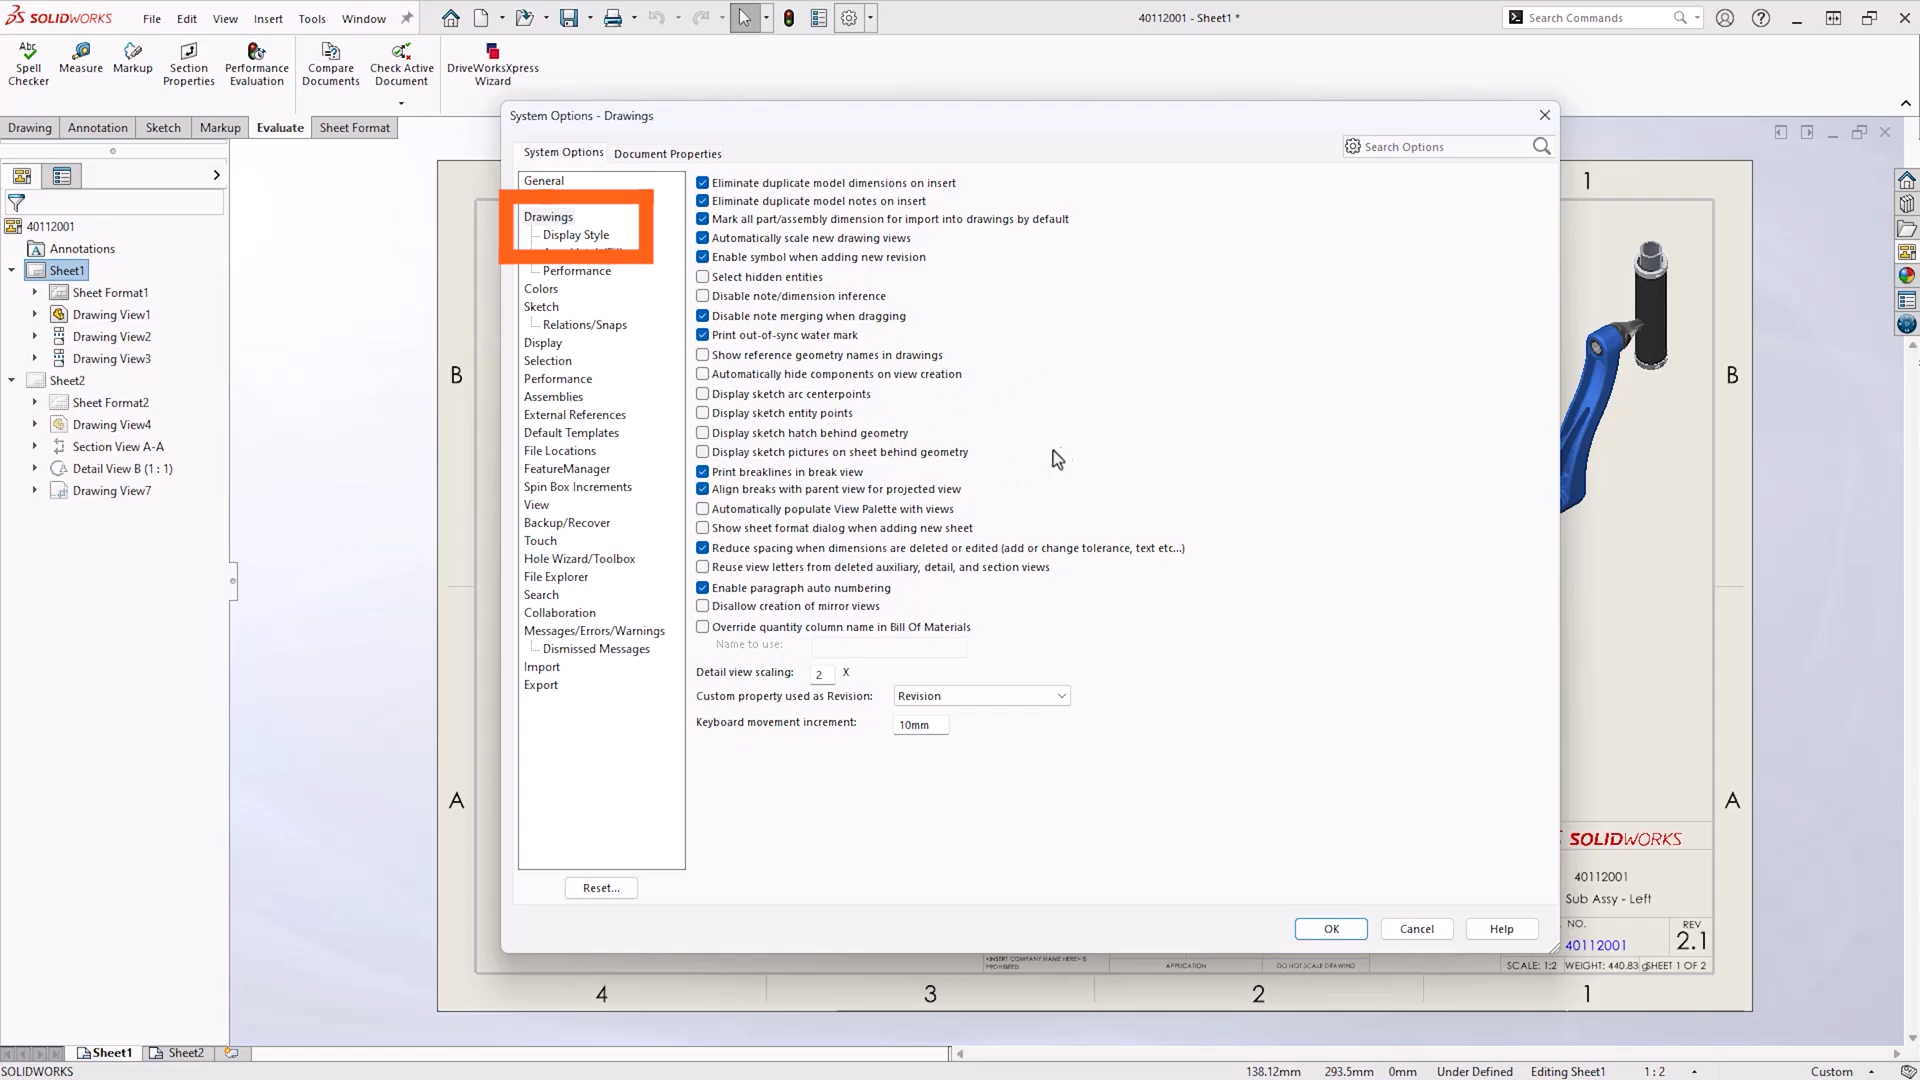 SOLIDWORKS File Edit View Insert Tools Window 40112001 - Sheet1 * Search Commands
Spell Checker Measure Markup Section Properties Performance Evaluation Compare Documents Check Active Document DriveWorksXpress Wizard
Drawing Annotation Sketch Markup Evaluate Sheet Format
40112001
Annotations
Sheet1
Sheet Format1
Drawing View1
Drawing View2
Drawing View3
Sheet2
Sheet Format2
Drawing View4
Section View A-A
Detail View B (1 : 1)
Drawing View7
System Options - Drawings
System Options Document Properties Search Options
General
Drawings
Display Style
Performance
Colors
Sketch
Relations/Snaps
Display
Selection
Performance
Assemblies
External References
Default Templates
File Locations
FeatureManager
Spin Box Increments
View
Backup/Recover
Touch
Hole Wizard/Toolbox
File Explorer
Search
Collaboration
Messages/Errors/Warnings
Dismissed Messages
Import
Export
Reset...
Eliminate duplicate model dimensions on insert
Eliminate duplicate model notes on insert
Mark all part/assembly dimension for import into drawings by default
Automatically scale new drawing views
Enable symbol when adding new revision
Select hidden entities
Disable note/dimension inference
Disable note merging when dragging
Print out-of-sync water mark
Show reference geometry names in drawings
Automatically hide components on view creation
Display sketch arc centerpoints
Display sketch entity points
Display sketch hatch behind geometry
Display sketch pictures on sheet behind geometry
Print breaklines in break view
Align breaks with parent view for projected view
Automatically populate View Palette with views
Show sheet format dialog when adding new sheet
Reduce spacing when dimensions are deleted or edited (add or change tolerance, text etc...)
Reuse view letters from deleted auxiliary, detail, and section views
Enable paragraph auto numbering
Disallow creation of mirror views
Override quantity column name in Bill Of Materials
Name to use:
Detail view scaling: 2 X
Custom property used as Revision: Revision
Keyboard movement increment: 10mm
OK Cancel Help
1
B B
A A
SOLIDWORKS
40112001
Sub Assy - Left
NO. REV
40112001 2.1
<INSERT COMPANY NAME HERE> IS
PROHIBITED. APPLICATION DO NOT SCALE DRAWING SCALE: 1:2 WEIGHT: 440.83 g SHEET 1 OF 2
4 3 2 1
Sheet1 Sheet2
SOLIDWORKS 138.12mm 293.5mm 0mm Under Defined Editing Sheet1 1 : 2 Custom